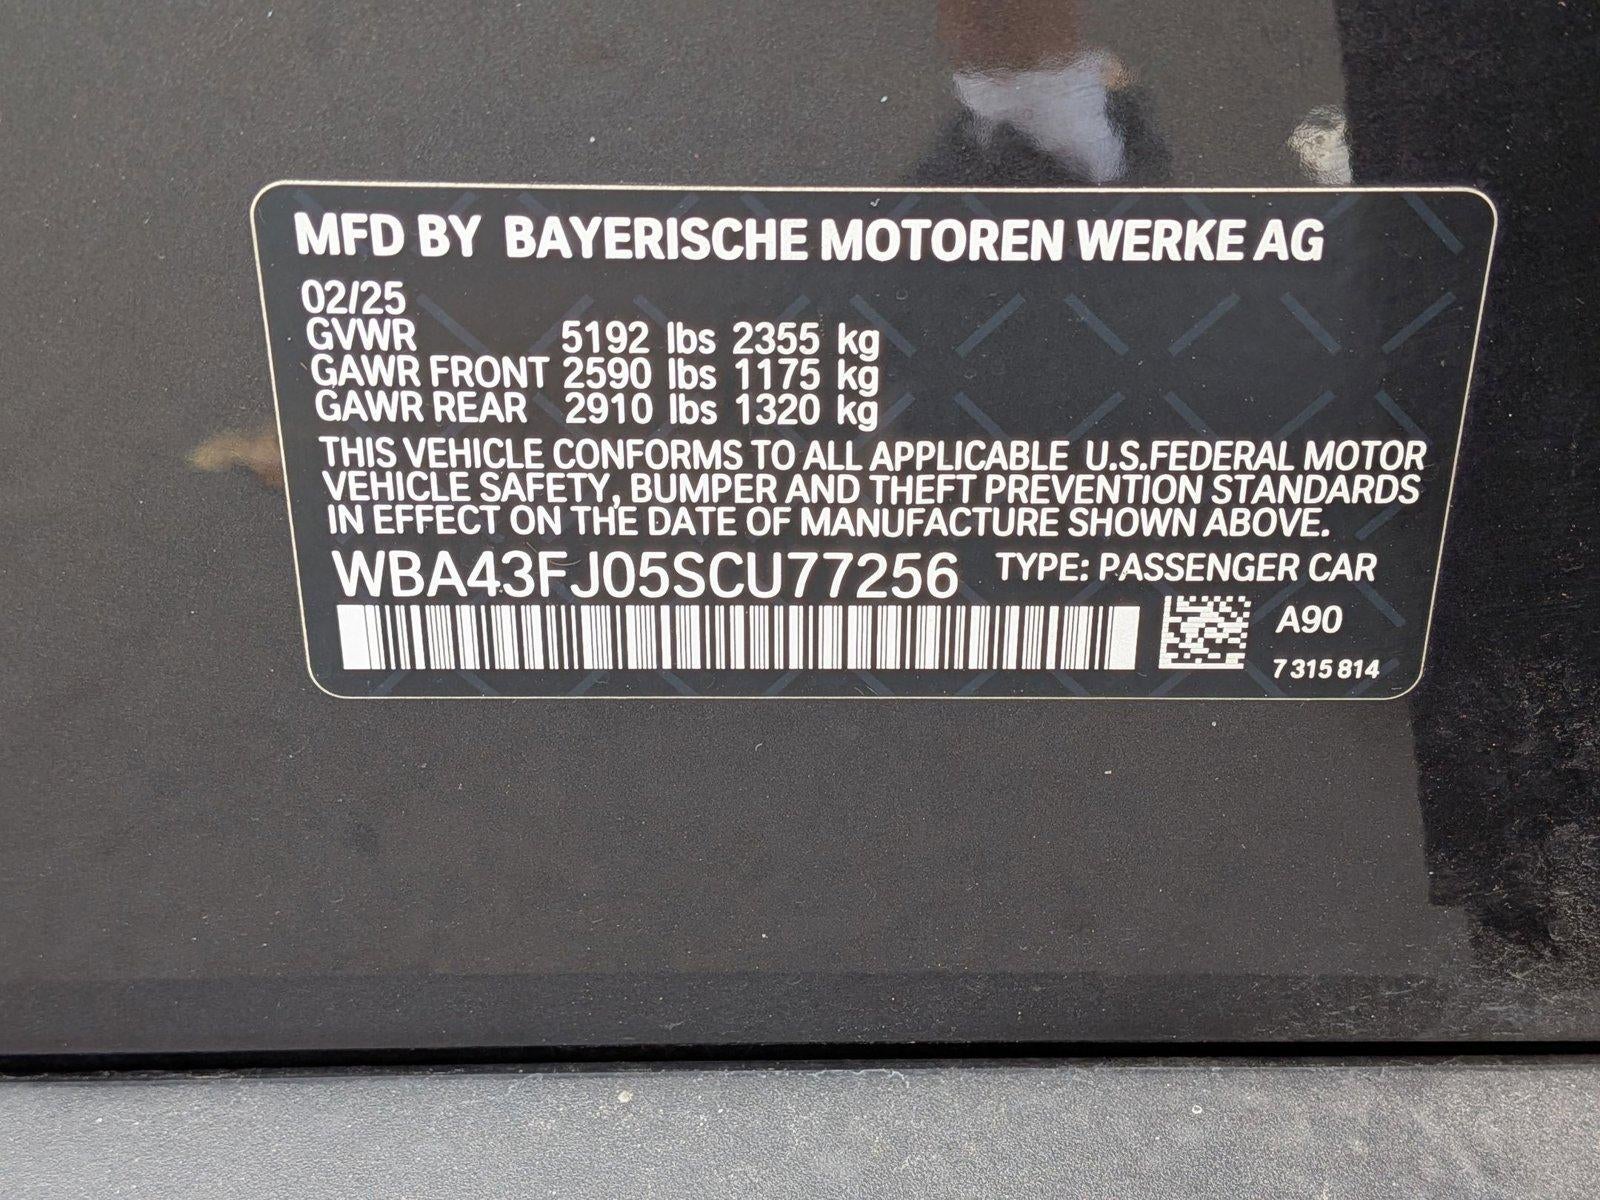 MFD BY BAYERISCHE MOTOREN WERKE AG
02/25
GVWR 5192 lbs 2355 kg
GAWR FRONT 2590 lbs 1175 kg
GAWR REAR 2910 lbs 1320 kg
THIS VEHICLE CONFORMS TO ALL APPLICABLE U.S.FEDERAL MOTOR
VEHICLE SAFETY, BUMPER AND THEFT PREVENTION STANDARDS
IN EFFECT ON THE DATE OF MANUFACTURE SHOWN ABOVE.
WBA43FJ05SCU77256 TYPE: PASSENGER CAR
A90
7 315 814